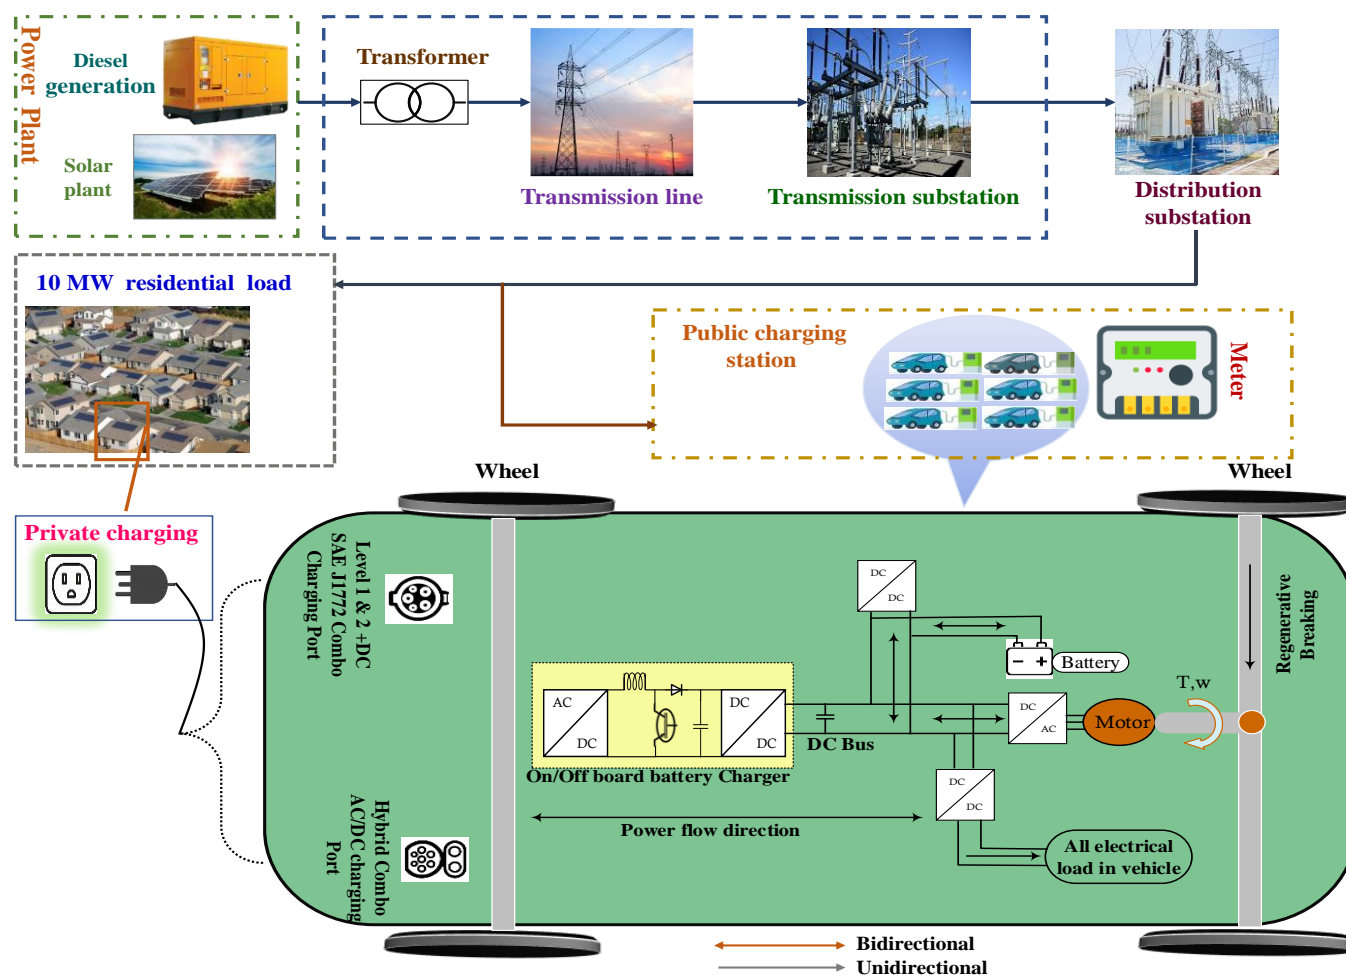 Power Plant
Diesel
generation
Solar
plant
Transformer
Transmission line
Transmission substation
Distribution
substation
10 MW  residential  load
Public charging
station
Meter
Wheel
Wheel
Private charging
Level 1 & 2 +DC
SAE J1772 Combo
Charging Port
Hybrid Combo
AC/DC charging
Port
AC
DC
DC
DC
On/Off board battery Charger
DC Bus
DC
DC
Battery
DC
AC
Motor
T,w
Regenerative
Breaking
DC
DC
Power flow direction
All electrical
load in vehicle
Bidirectional
Unidirectional